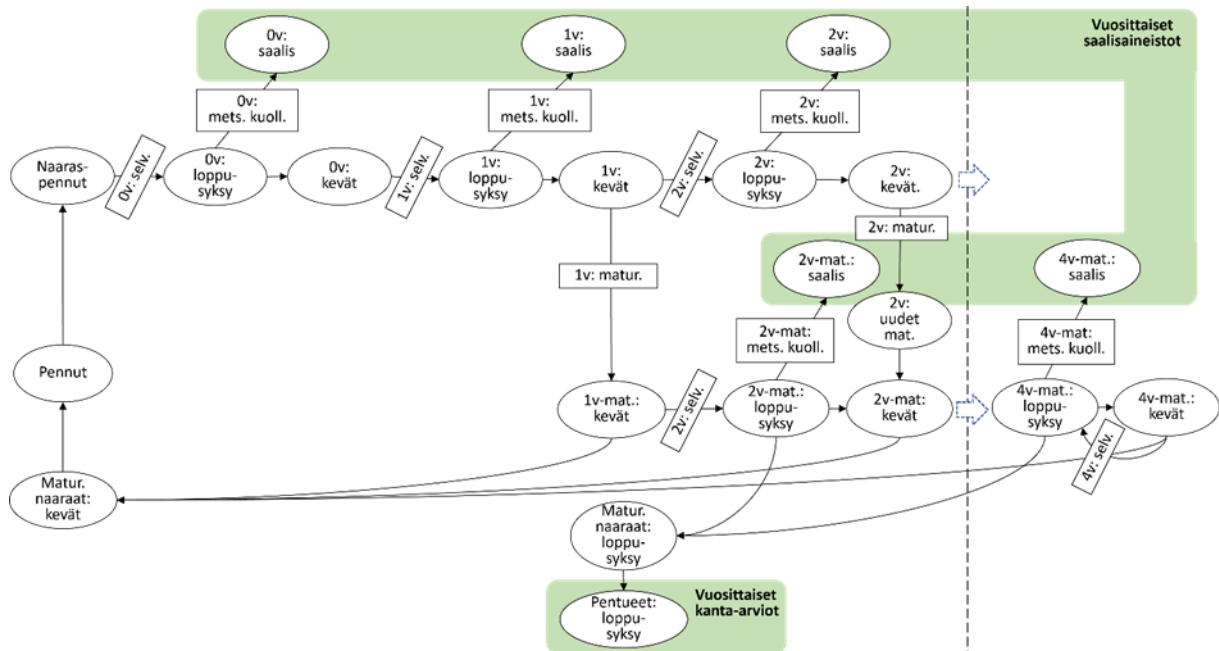 Vuosittaiset
saalisaineistot
0v:
saalis
1v:
saalis
2v:
saalis
0v:
mets. kuoll.
1v:
mets. kuoll.
2v:
mets. kuoll.
Naaras-
pennut
0v: selv.
0v:
loppu-
syksy
0v:
kevät
1v: selv.
1v:
loppu-
syksy
1v:
kevät
2v: selv.
2v:
loppu-
syksy
2v:
kevät.
2v: matur.
1v: matur.
2v-mat.:
saalis
4v-mat.:
saalis
2v:
uudet
mat.
2v-mat:
mets. kuoll.
4v-mat:
mets. kuoll.
Pennut
1v-mat.:
kevät
2v: selv.
2v-mat.:
loppu-
syksy
2v-mat:
kevät
4v-mat.:
loppu-
syksy
4v-mat.:
kevät
4v: selv.
Matur.
naaraat:
kevät
Matur.
naaraat:
loppu-
syksy
Pentueet:
loppu-
syksy
Vuosittaiset
kanta-arviot